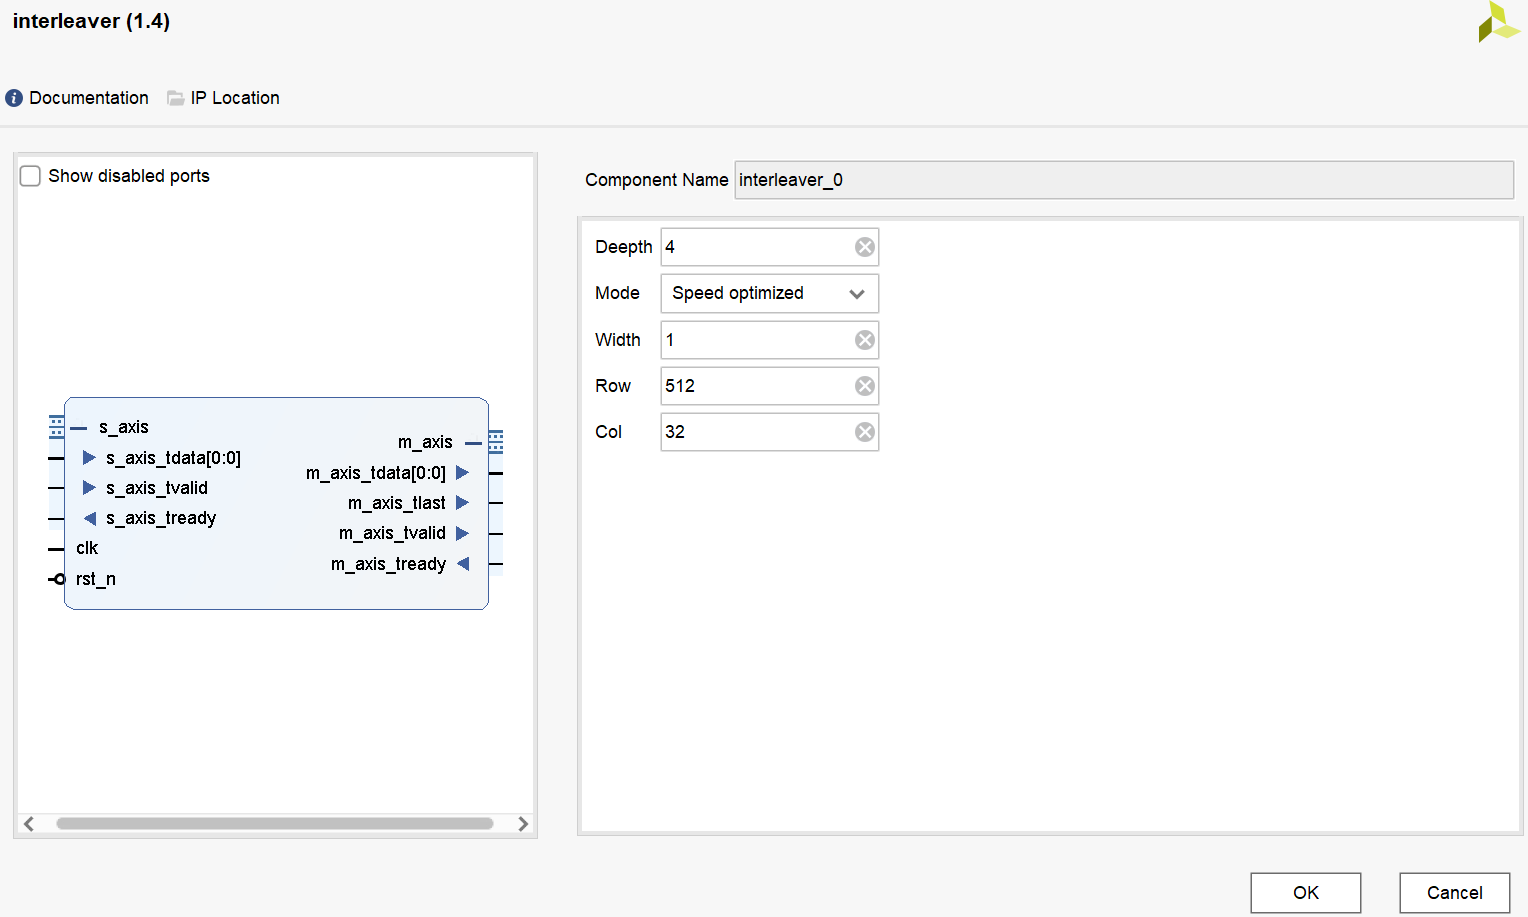 interleaver (1.4)
Documentation IP Location
Show disabled ports
s_axis
s_axis_tdata[0:0]
s_axis_tvalid
s_axis_tready
clk
rst_n
m_axis
m_axis_tdata[0:0]
m_axis_tlast
m_axis_tvalid
m_axis_tready
Component Name interleaver_0
Deepth 4
Mode Speed optimized
Width 1
Row 512
Col 32
OK Cancel